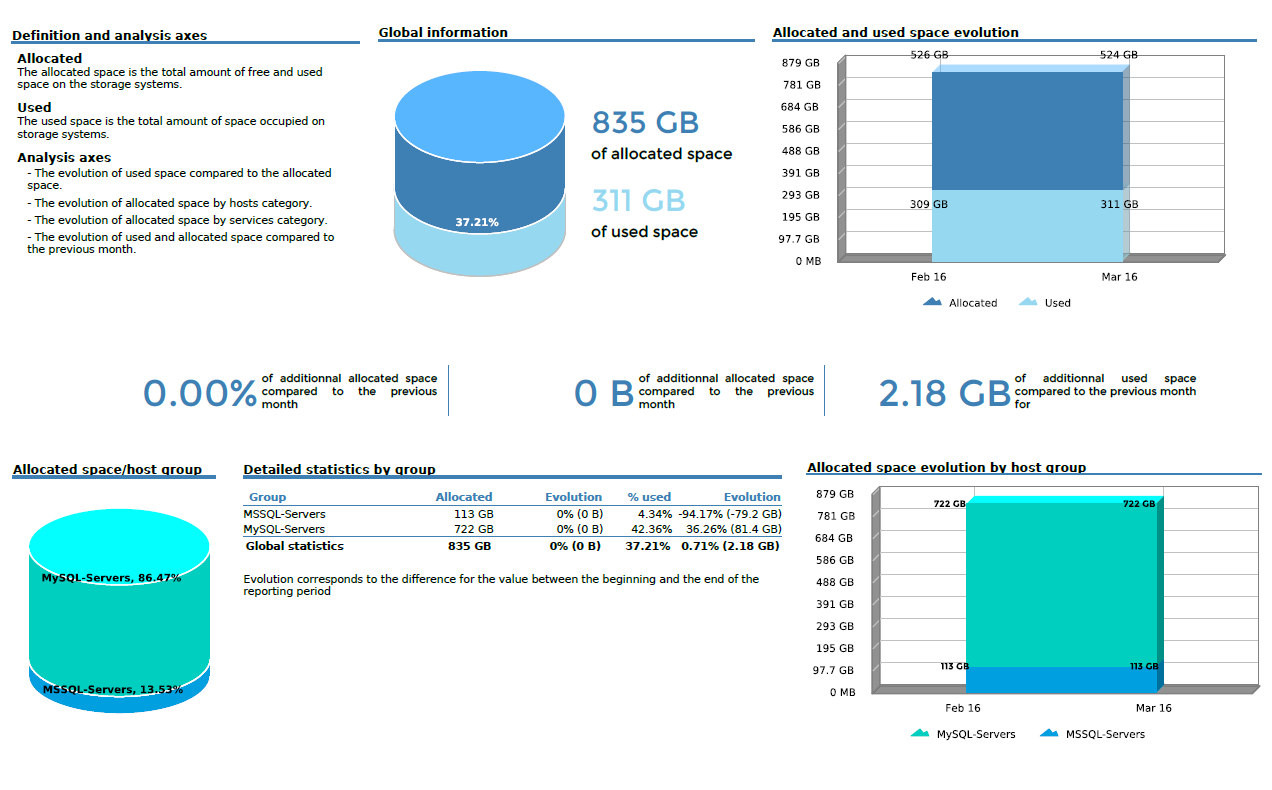 Definition and analysis axes
Allocated
The allocated space is the total amount of free and used
space on the storage systems.
Used
The used space is the total amount of space occupied on
storage systems.
Analysis axes
- The evolution of used space compared to the allocated
space.
- The evolution of allocated space by hosts category.
- The evolution of allocated space by services category.
- The evolution of used and allocated space compared to
the previous month.
Global information
37.21%
835 GB
of allocated space
311 GB
of used space
Allocated and used space evolution
879 GB
781 GB
684 GB
586 GB
488 GB
391 GB
293 GB
195 GB
97.7 GB
0 MB
526 GB
524 GB
309 GB
311 GB
Feb 16
Mar 16
Allocated
Used
0.00%
of additionnal allocated space
compared to the previous
month
0 B
of additionnal allocated space
compared to the previous
month
2.18 GB
of additionnal used space
compared to the previous month
for
Allocated space/host group
MySQL-Servers, 86.47%
MSSQL-Servers, 13.53%
Detailed statistics by group
Group Allocated Evolution % used Evolution
MSSQL-Servers 113 GB 0% (0 B) 4.34% -94.17% (-79.2 GB)
MySQL-Servers 722 GB 0% (0 B) 42.36% 36.26% (81.4 GB)
Global statistics 835 GB 0% (0 B) 37.21% 0.71% (2.18 GB)
Evolution corresponds to the difference for the value between the beginning and the end of the
reporting period
Allocated space evolution by host group
879 GB
781 GB
684 GB
586 GB
488 GB
391 GB
293 GB
195 GB
97.7 GB
0 MB
722 GB
722 GB
113 GB
113 GB
Feb 16
Mar 16
MySQL-Servers
MSSQL-Servers